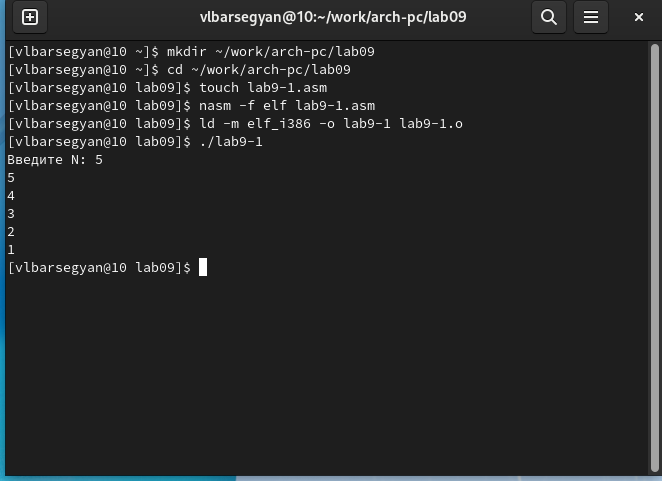 vlbarsegyan@10:~/work/arch-pc/lab09
[vlbarsegyan@10 ~]$ mkdir ~/work/arch-pc/lab09
[vlbarsegyan@10 ~]$ cd ~/work/arch-pc/lab09
[vlbarsegyan@10 lab09]$ touch lab9-1.asm
[vlbarsegyan@10 lab09]$ nasm -f elf lab9-1.asm
[vlbarsegyan@10 lab09]$ ld -m elf_i386 -o lab9-1 lab9-1.o
[vlbarsegyan@10 lab09]$ ./lab9-1
Введите N: 5
5
4
3
2
1
[vlbarsegyan@10 lab09]$